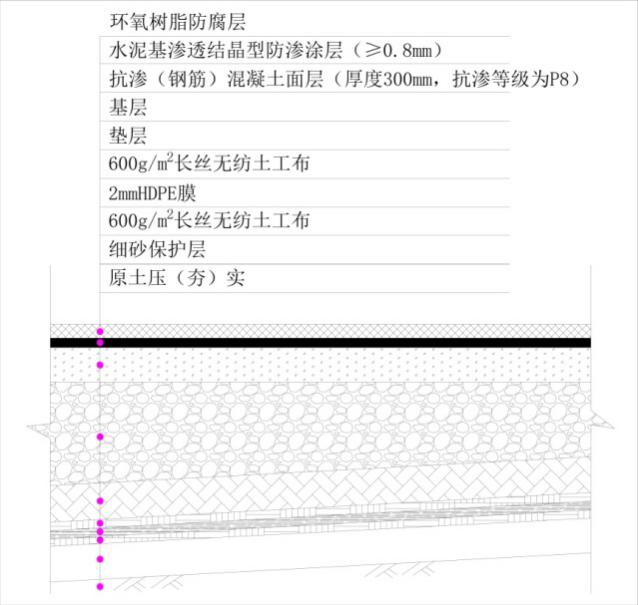 环氧树脂防腐层
水泥基渗透结晶型防渗涂层（≥0.8mm）
抗渗（钢筋）混凝土面层（厚度300mm，抗渗等级为P8）
基层
垫层
600g/m²长丝无纺土工布
2mmHDPE膜
600g/m²长丝无纺土工布
细砂保护层
原土压（夯）实